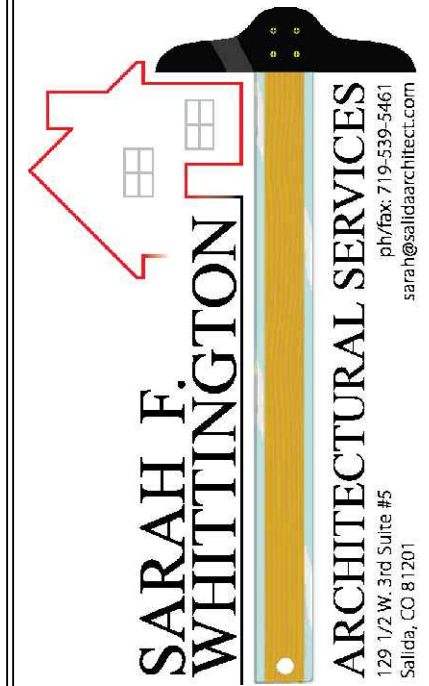 SARAH F.
WHITTINGTON
ARCHITECTURAL SERVICES
129 1/2 W. 3rd Suite #5
Salida, CO 81201
ph/fax: 719-539-5461
sarah@salidaarchitect.com